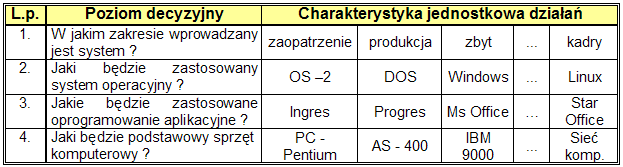 L.p. Poziom decyzyjny Charakterystyka jednostkowa działań
1. W jakim zakresie wprowadzany jest system ? zaopatrzenie produkcja zbyt ... kadry
2. Jaki będzie zastosowany system operacyjny ? OS –2 DOS Windows ... Linux
3. Jakie będzie zastosowane oprogramowanie aplikacyjne ? Ingres Progres Ms Office ... Star Office
4. Jaki będzie podstawowy sprzęt komputerowy ? PC - Pentium AS - 400 IBM 9000 ... Sieć komp.